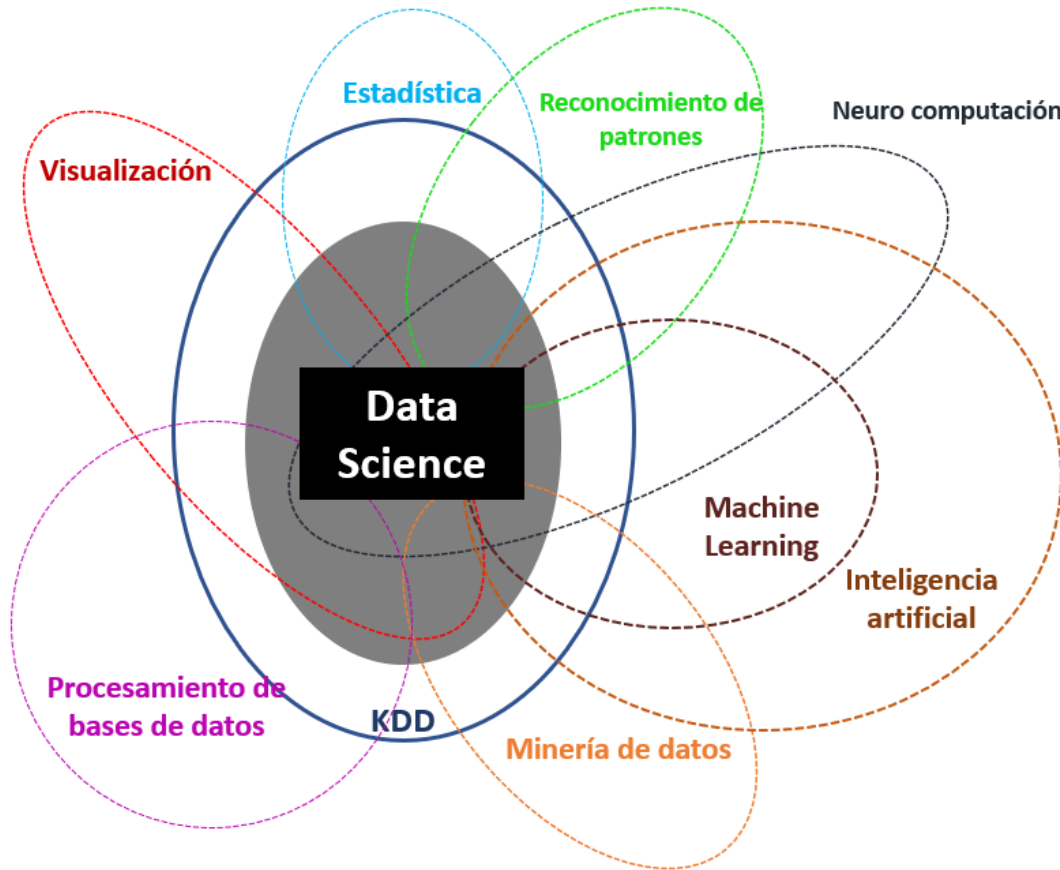 Estadística
Reconocimiento de
patrones
Neuro computación
Visualización
Data
Science
Machine
Learning
Inteligencia
artificial
Procesamiento de
bases de datos
KDD
Minería de datos